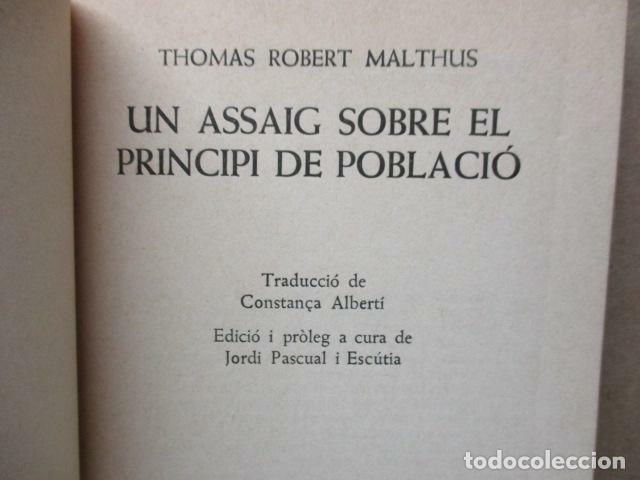 THOMAS ROBERT MALTHUS
UN ASSAIG SOBRE EL
PRINCIPI DE POBLACIÓ
Traducció de
Constança Albertí
Edició i pròleg a cura de
Jordi Pascual i Escútia
todocoleccion